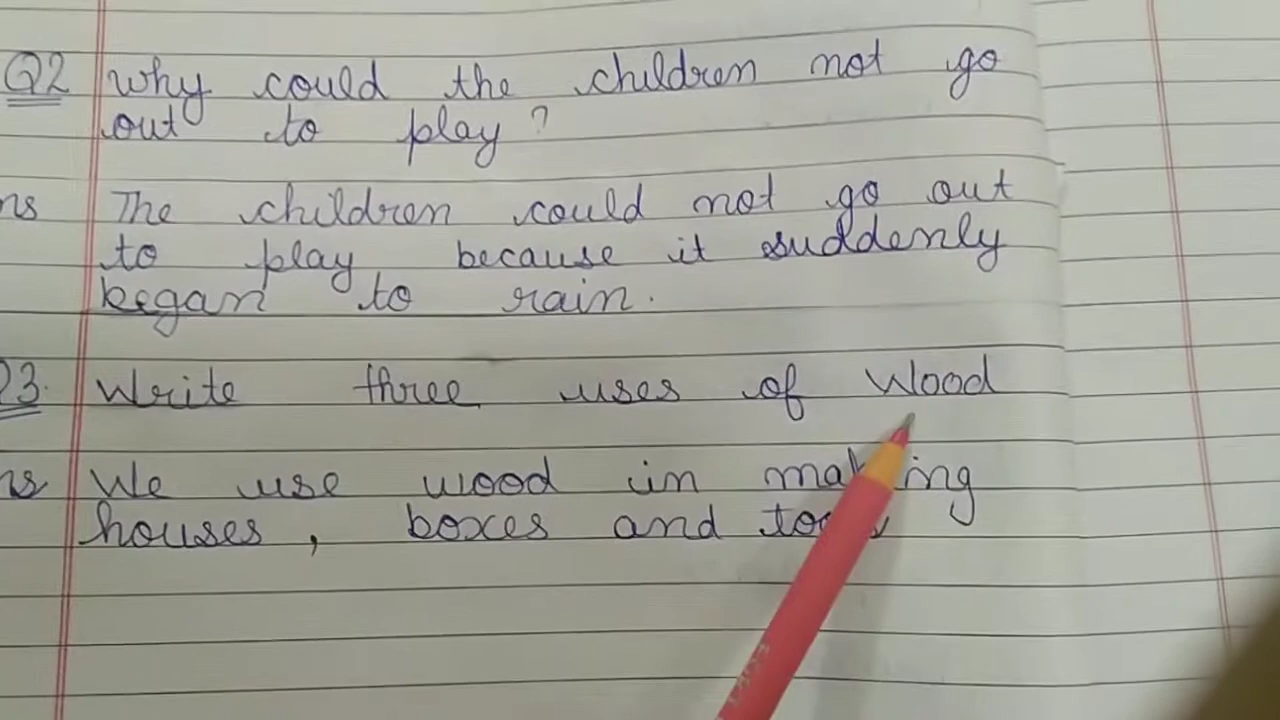 Q2 Why could the children not go
out to play?
ns The children could not go out
to play because it suddenly
began to rain.
23. Write three uses of Wood
ns We use wood in making
houses, boxes and